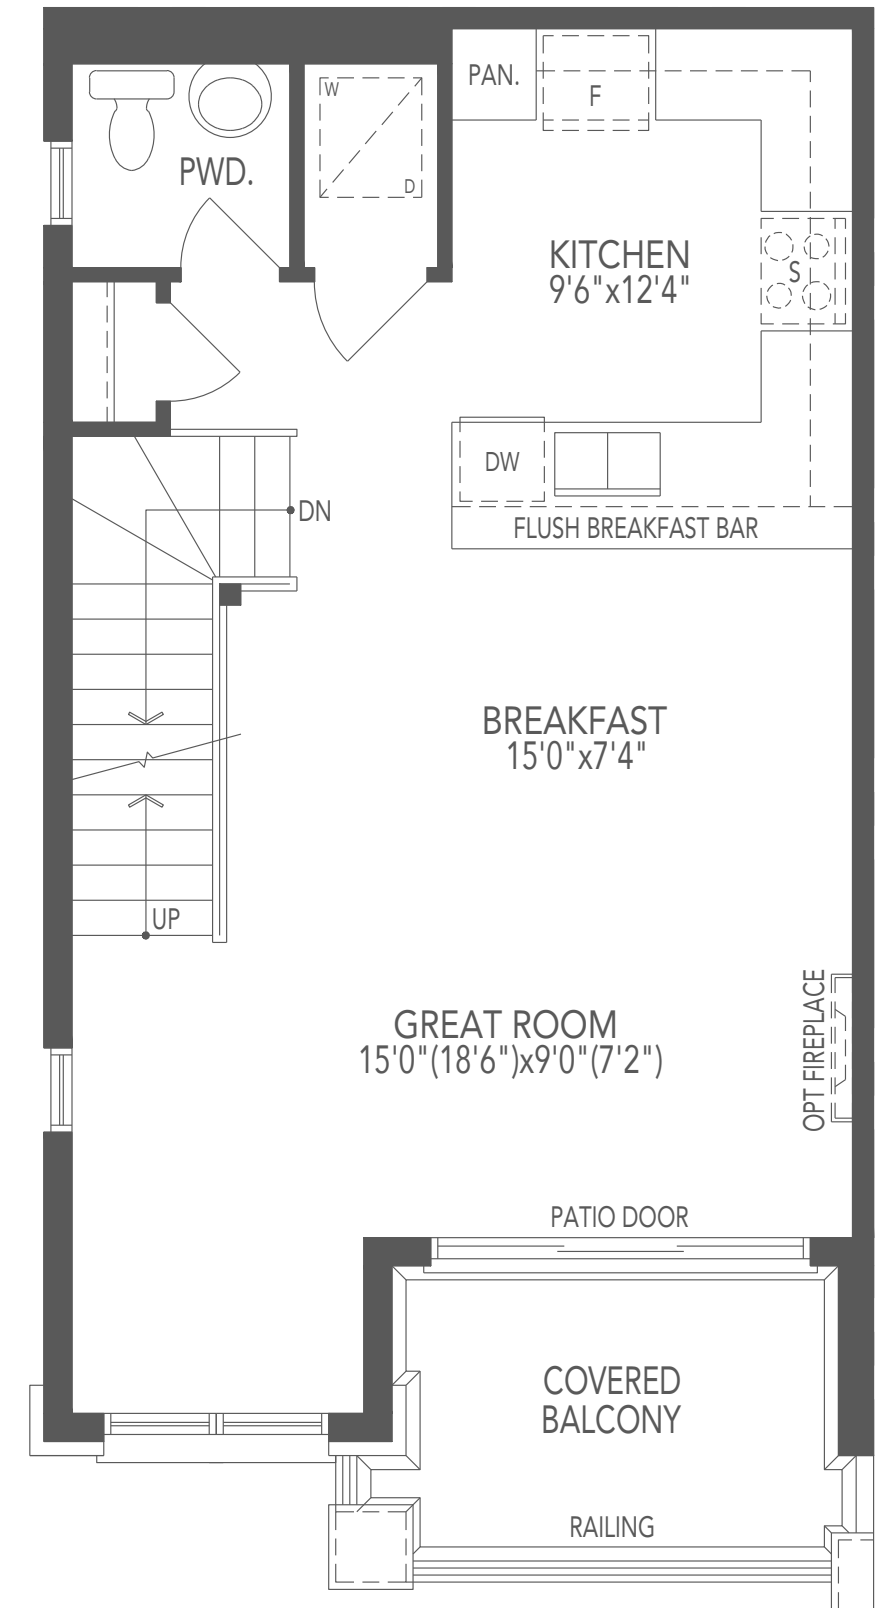 PAN.
F
W
D
PWD.
KITCHEN
9'6"x12'4"
S
DW
DN
FLUSH BREAKFAST BAR
BREAKFAST
15'0"x7'4"
UP
GREAT ROOM
15'0"(18'6")x9'0"(7'2")
OPT FIREPLACE
PATIO DOOR
COVERED
BALCONY
RAILING